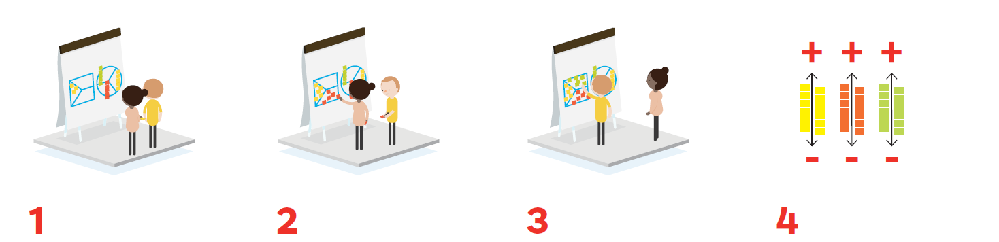 + + +
- - -
1 2 3 4